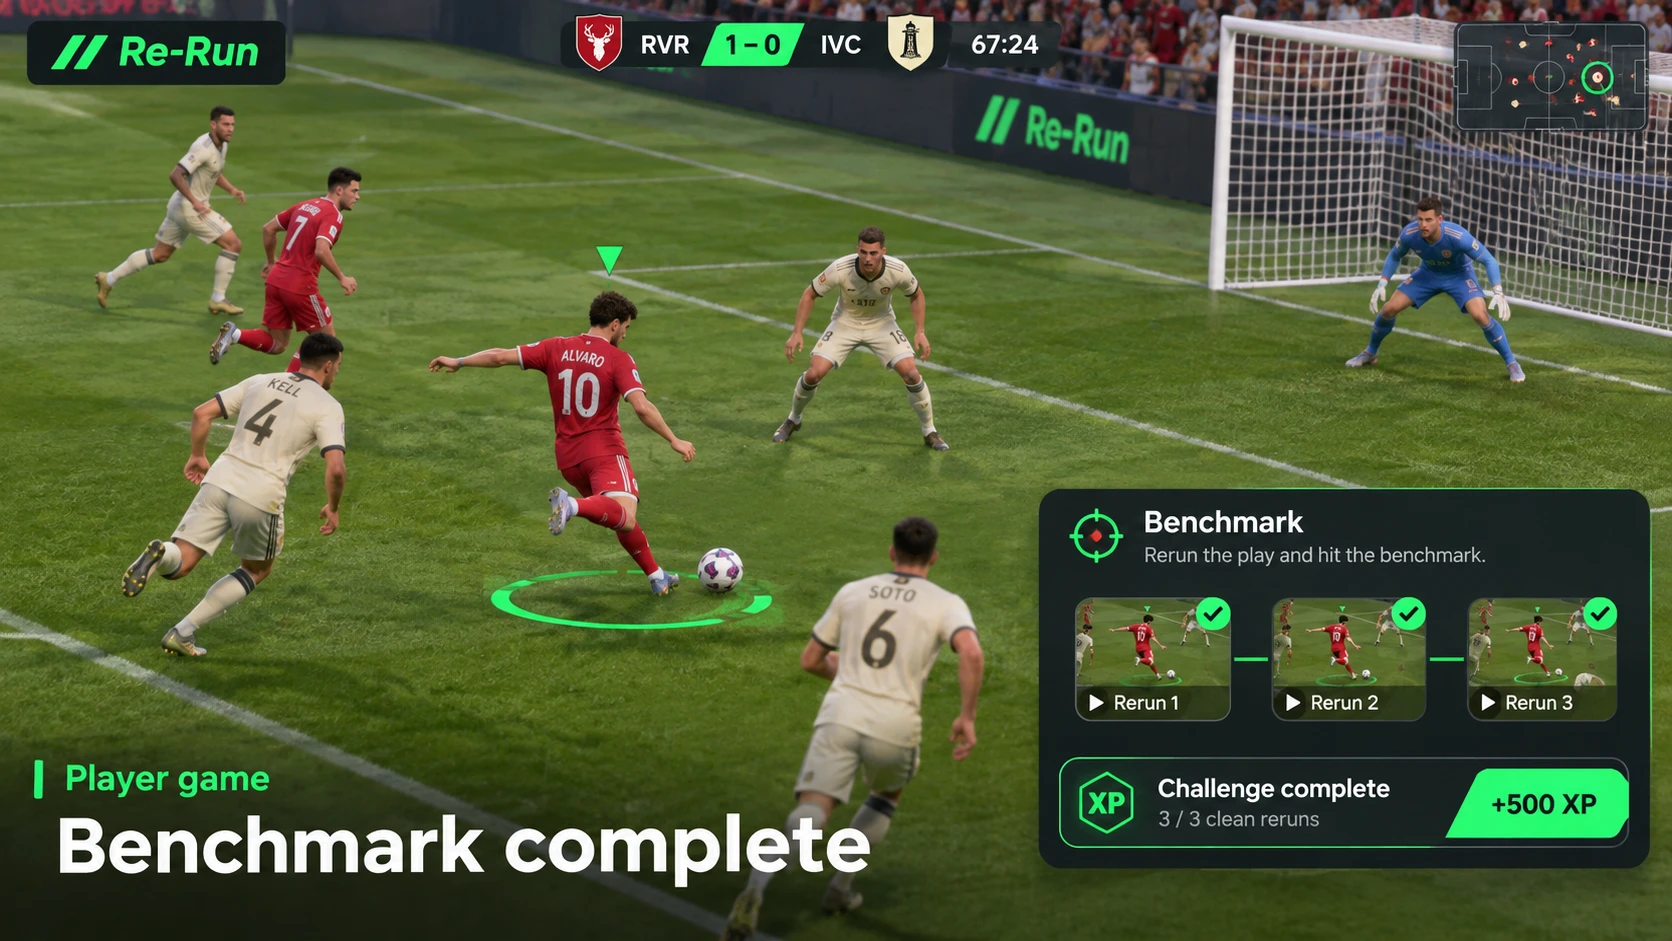 Re-Run
RVR 1-0 IVC 67:24
Re-Run
7
KELL
4
ALVARO
10
8 18
SOTO
6
Benchmark
Rerun the play and hit the benchmark.
Rerun 1
Rerun 2
Rerun 3
XP
Challenge complete
3 / 3 clean reruns
+500 XP
Player game
Benchmark complete